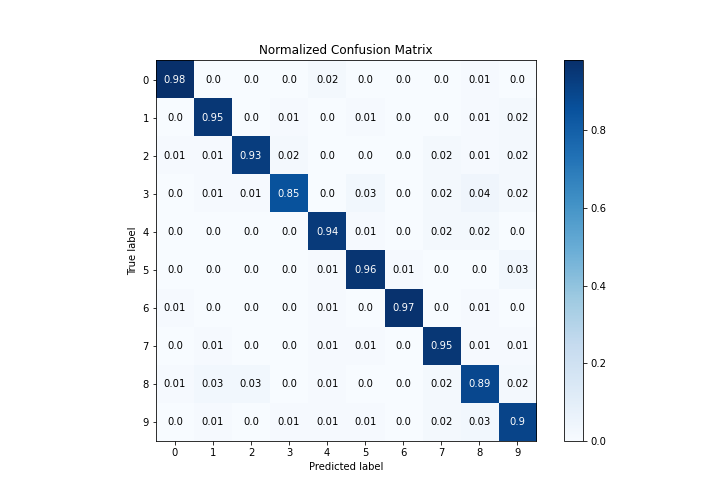 Normalized Confusion Matrix
0 0.98 0.0 0.0 0.0 0.02 0.0 0.0 0.0 0.01 0.0
1 0.0 0.95 0.0 0.01 0.0 0.01 0.0 0.0 0.01 0.02
2 0.01 0.01 0.93 0.02 0.0 0.0 0.0 0.02 0.01 0.02
3 0.0 0.01 0.01 0.85 0.0 0.03 0.0 0.02 0.04 0.02
4 0.0 0.0 0.0 0.0 0.94 0.01 0.0 0.02 0.02 0.0
5 0.0 0.0 0.0 0.0 0.01 0.96 0.01 0.0 0.0 0.03
6 0.01 0.0 0.0 0.0 0.01 0.0 0.97 0.0 0.01 0.0
7 0.0 0.01 0.0 0.0 0.01 0.01 0.0 0.95 0.01 0.01
8 0.01 0.03 0.03 0.0 0.01 0.0 0.0 0.02 0.89 0.02
9 0.0 0.01 0.0 0.01 0.01 0.01 0.0 0.02 0.03 0.9
0 1 2 3 4 5 6 7 8 9
Predicted label
True label
0.8
0.6
0.4
0.2
0.0